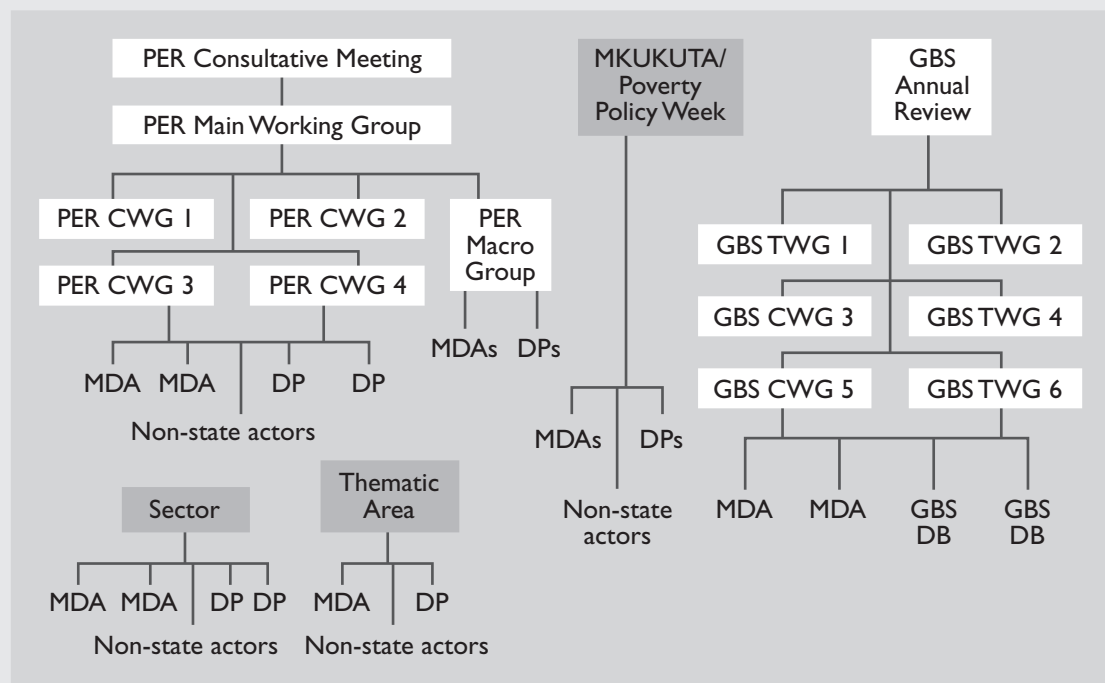 PER Consultative Meeting
PER Main Working Group
PER CWG 1
PER CWG 2
PER
Macro
Group
PER CWG 3
PER CWG 4
MDAs
DPs
MDA
MDA
DP
DP
Non-state actors
Sector
MDA
MDA
DP
DP
Non-state actors
Thematic
Area
MDA
DP
Non-state actors
MKUKUTA/
Poverty
Policy Week
MDAs
DPs
Non-state
actors
GBS
Annual
Review
GBS TWG 1
GBS TWG 2
GBS CWG 3
GBS TWG 4
GBS CWG 5
GBS TWG 6
MDA
MDA
GBS
DB
GBS
DB